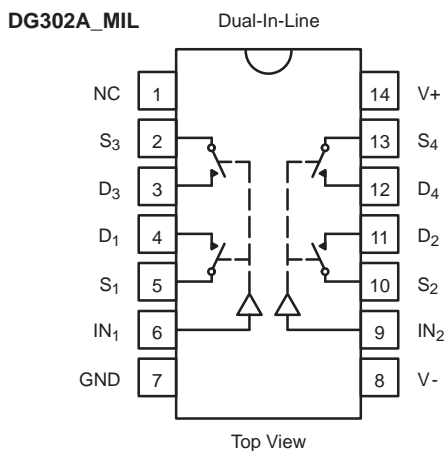 DG302A_MIL
Dual-In-Line
NC 1 14 V+
S3 2 13 S4
D3 3 12 D4
D1 4 11 D2
S1 5 10 S2
IN1 6 9 IN2
GND 7 8 V-
Top View